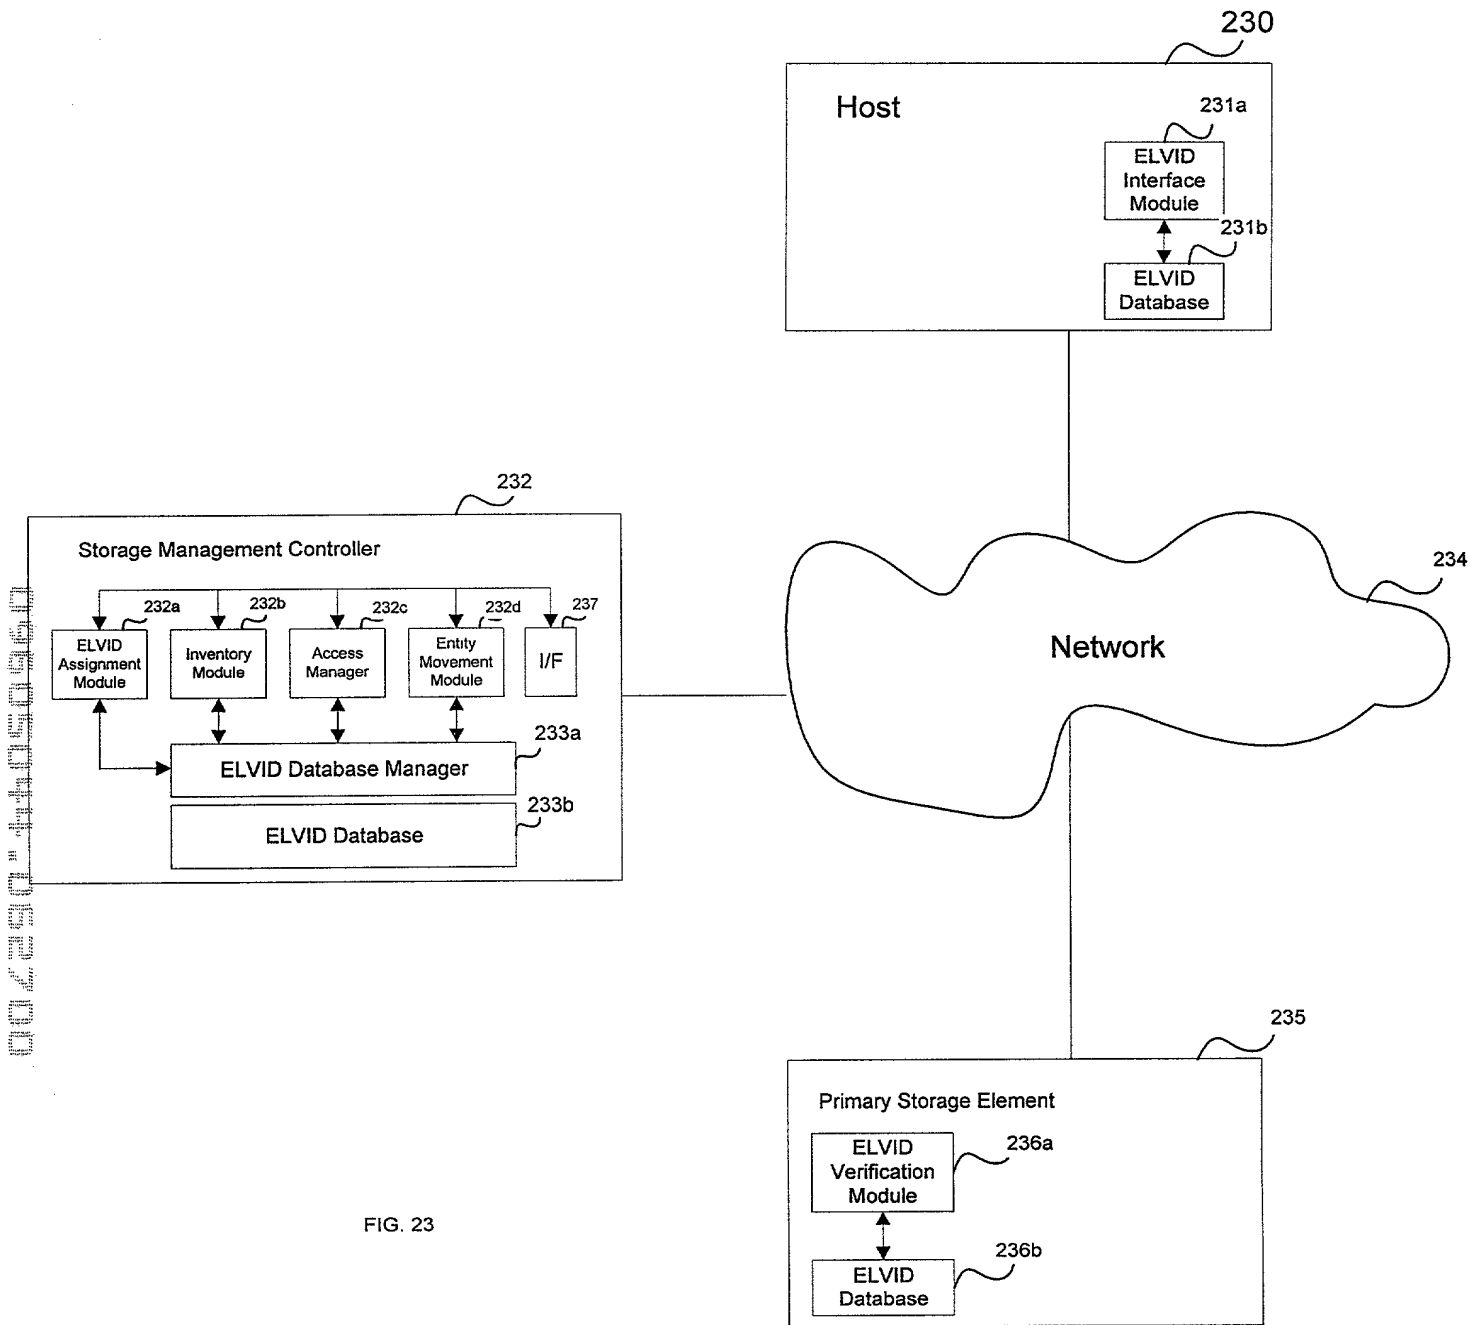 230
Host
231a
ELVID
Interface
Module
231b
ELVID
Database
232
Storage Management Controller
232a
232b
232c
232d
237
ELVID
Assignment
Module
Inventory
Module
Access
Manager
Entity
Movement
Module
I/F
233a
ELVID Database Manager
233b
ELVID Database
234
Network
235
Primary Storage Element
236a
ELVID
Verification
Module
236b
ELVID
Database
FIG. 23